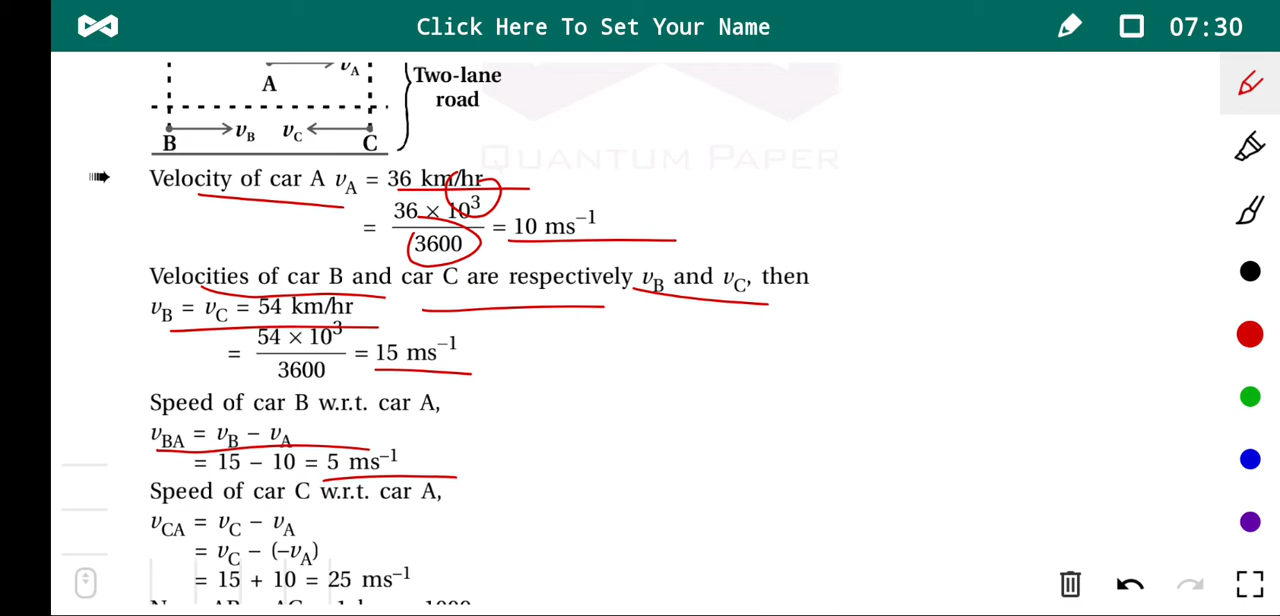 Click Here To Set Your Name
07:30
vA
A
Two-lane
road
vB vC
B C
QUANTUM PAPER
Velocity of car A vA = 36 km/hr
= 36 × 10³ / 3600 = 10 ms⁻¹
Velocities of car B and car C are respectively vB and vC, then
vB = vC = 54 km/hr
= 54 × 10³ / 3600 = 15 ms⁻¹
Speed of car B w.r.t. car A,
vBA = vB − vA
= 15 − 10 = 5 ms⁻¹
Speed of car C w.r.t. car A,
vCA = vC − vA
= vC − (−vA)
= 15 + 10 = 25 ms⁻¹